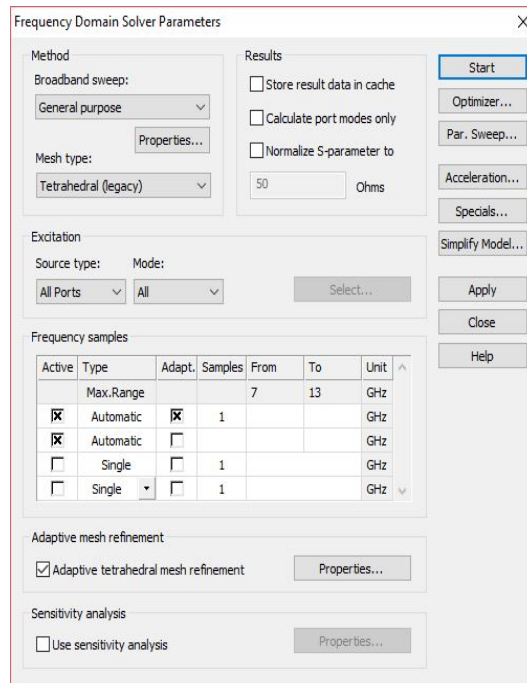 Frequency Domain Solver Parameters
Method
Broadband sweep:
General purpose
Properties...
Mesh type:
Tetrahedral (legacy)
Results
Store result data in cache
Calculate port modes only
Normalize S-parameter to
50 Ohms
Start
Optimizer...
Par. Sweep...
Acceleration...
Specials...
Simplify Model...
Apply
Close
Help
Excitation
Source type: Mode:
All Ports All Select...
Frequency samples
Active Type Adapt. Samples From To Unit
Max.Range 7 13 GHz
Automatic 1 GHz
Automatic GHz
Single 1 GHz
Single 1 GHz
Adaptive mesh refinement
Adaptive tetrahedral mesh refinement Properties...
Sensitivity analysis
Use sensitivity analysis Properties...